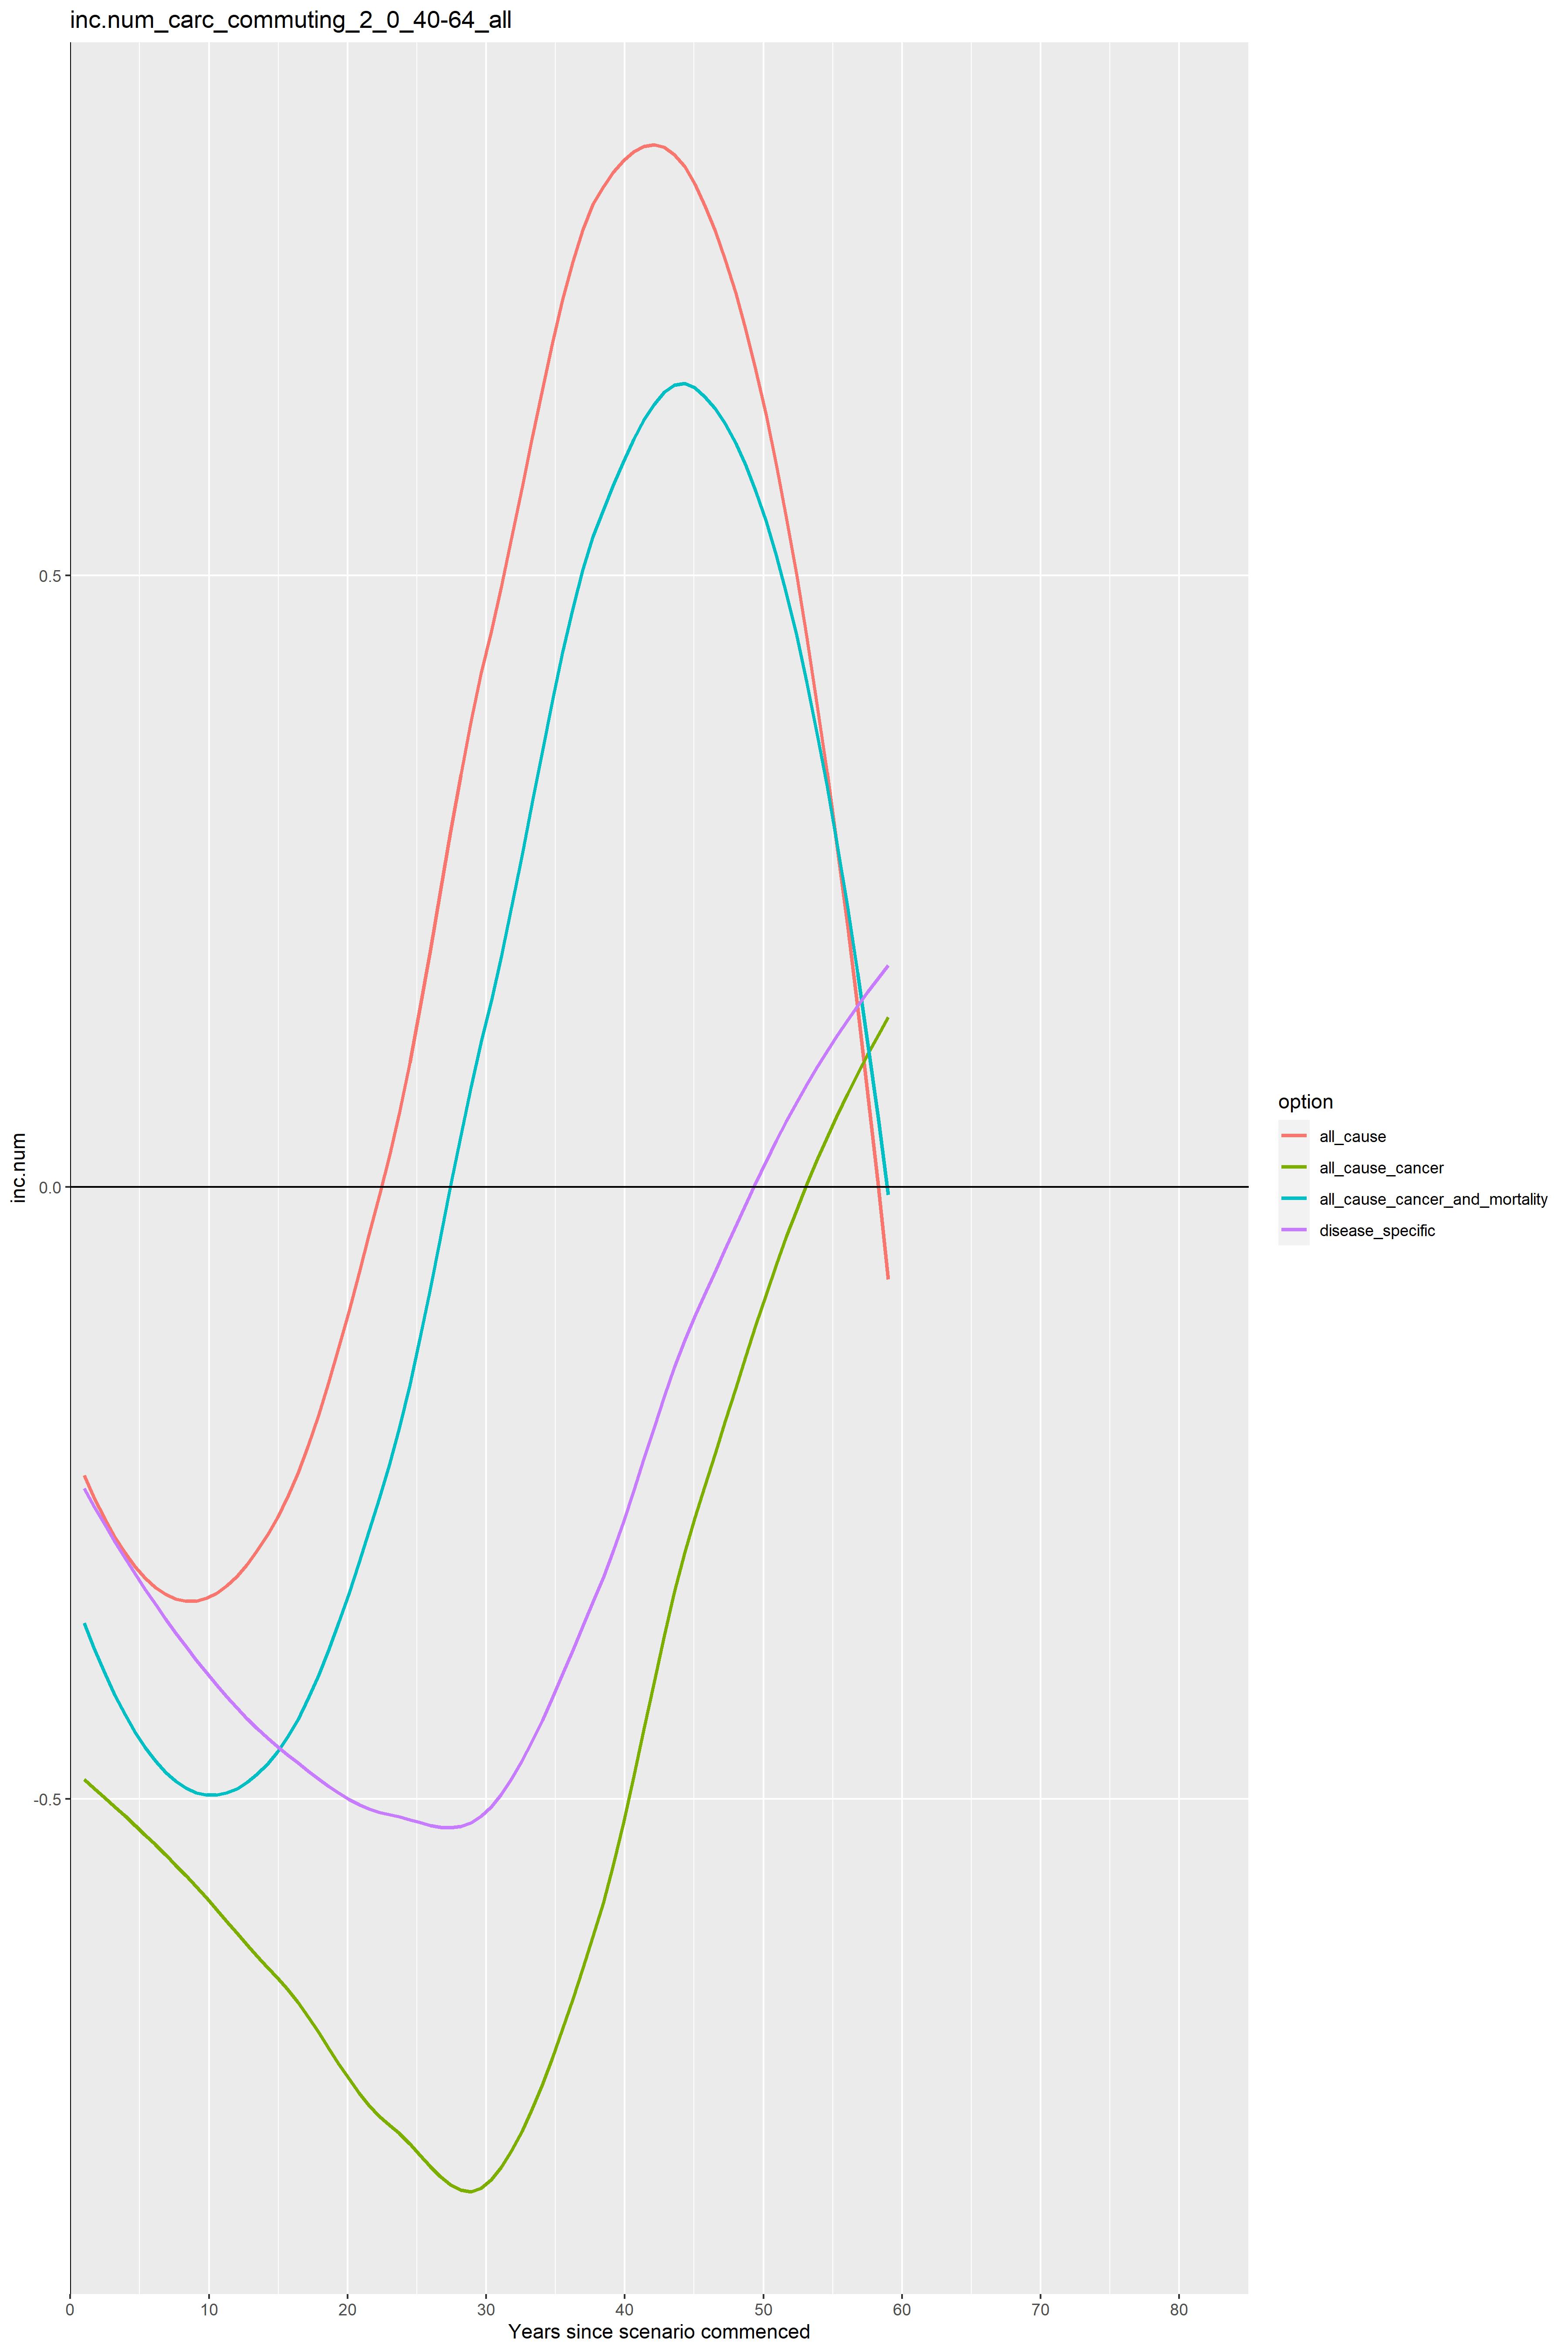 inc.num_carc_commuting_2_0_40-64_all
inc.num
0.5
0.0
-0.5
0 10 20 30 40 50 60 70 80
Years since scenario commenced
option
all_cause
all_cause_cancer
all_cause_cancer_and_mortality
disease_specific